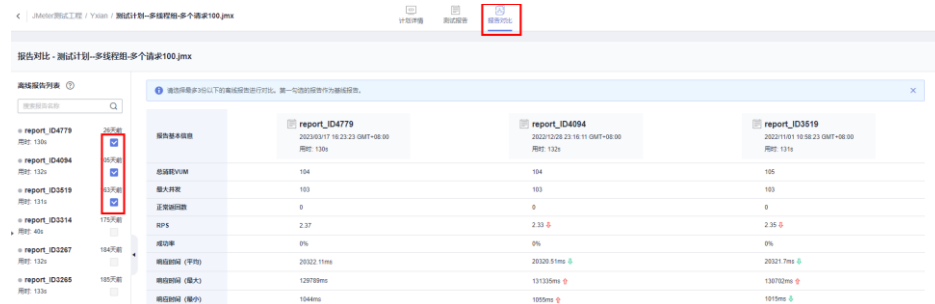 JMeter测试工程 / Yxian / 测试计划--多线程组-多个请求100.jmx
计划详情 测试报告 报告对比
报告对比 - 测试计划--多线程组-多个请求100.jmx
离线报告列表
搜索报告名称
请选择最多3份以下的离线报告进行对比。第一勾选的报告作为基线报告。
report_ID4779 26天前
用时: 130s
report_ID4094
用时: 132s
report_ID3519
用时: 131s
report_ID3314 175天前
用时: 40s
report_ID3267 184天前
用时: 132s
report_ID3265 185天前
用时: 133s
报告基本信息
report_ID4779
2023/03/17 16:23:23 GMT+08:00
用时: 130s
report_ID4094
2022/12/28 23:16:11 GMT+08:00
用时: 132s
report_ID3519
2022/11/01 10:58:23 GMT+08:00
用时: 131s
总消耗VUM 104 104 105
最大并发 103 103 103
正常返回数 0 0 0
RPS 2.37 2.33 2.35
成功率 0% 0% 0%
响应时间 (平均) 20322.11ms 20320.51ms 20321.7ms
响应时间 (最大) 129789ms 131335ms 130702ms
响应时间 (最小) 1044ms 1055ms 1015ms